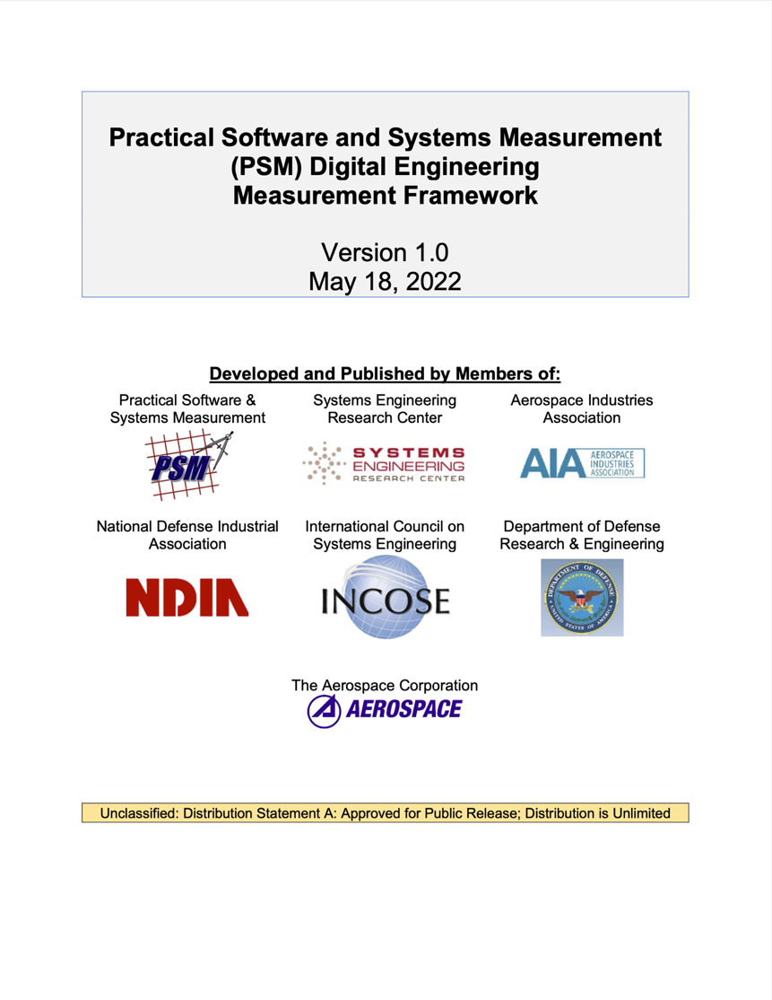 Practical Software and Systems Measurement
(PSM) Digital Engineering
Measurement Framework
Version 1.0
May 18, 2022
Developed and Published by Members of:
Practical Software &
Systems Measurement
PSM
Systems Engineering
Research Center
SYSTEMS
ENGINEERING
RESEARCH CENTER
Aerospace Industries
Association
AIA
AEROSPACE
INDUSTRIES
ASSOCIATION
National Defense Industrial
Association
NDIA
International Council on
Systems Engineering
INCOSE
Department of Defense
Research & Engineering
DEPARTMENT OF DEFENSE
UNITED STATES OF AMERICA
The Aerospace Corporation
AEROSPACE
Unclassified: Distribution Statement A: Approved for Public Release; Distribution is Unlimited